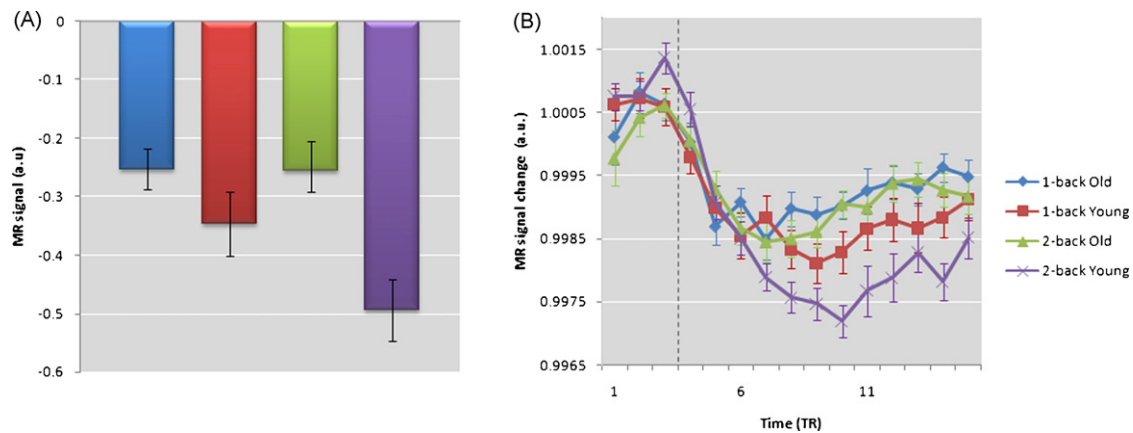 (A)
0
-0.1
-0.2
-0.3
-0.4
-0.5
-0.6
MR signal (a.u)
(B)
1.0015
1.0005
0.9995
0.9985
0.9975
0.9965
MR signal change (a.u.)
1 6 11
Time (TR)
1-back Old
1-back Young
2-back Old
2-back Young